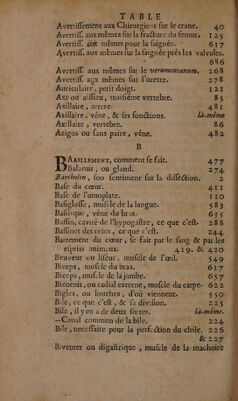 TABLE
Avertissement aux Chirurgiens sur le crane. 40
Avertiss. aux mêmes sur la fracture du femur. 125
Avertiss. aux mêmes pour la saignée. 637
Avertiss. aux mêmes sur la saignée prés les valvules.
686
Avertiss. aux mêmes sur le verumontanum. 268
Avertiss. aux mêmes sur l'uretre. 278
Auriculaire, petit doigt. 121
Axe ou aissieu, troisiéme vertebre. 85
Axillaire, artere. 481
Axillaire, véne, & ses fonctions. là-même
Axillaire, vertebre. 86
Azigos ou sans paire, véne. 482
B
BAAILLEMENT, comment se fait. 477
Balanus, ou gland. 274
Bartholin, son sentiment sur la dissection. 2
Base du cœur. 411
Base de l'omoplate. 110
Basiglosse, muscle de la langue. 583
Basilique, véne du bras. 635
Bassin, cavité de l'hypogastre, ce que c'est. 288
Bassinet des reins, ce que c'est. 244
Batement du cœur, se fait par le sang & par les
esprits animaux. 419. & 420
Beuveur ou liseur, muscle de l'œil. 549
Biceps, muscle du bras. 617
Biceps, muscle de la jambe. 657
Bicornis, ou radial externe, muscle du carpe. 622
Bigles, ou louches, d'où viennent. 550
Bile, ce que c'est, & sa division. 225
Bile, il y en a de deux sortes. là-même.
--Canal commun de la bile. 224
Bile, necessaire pour la perfection du chile. 226
& 227
Biventer ou digastrique, muscle de la machoire